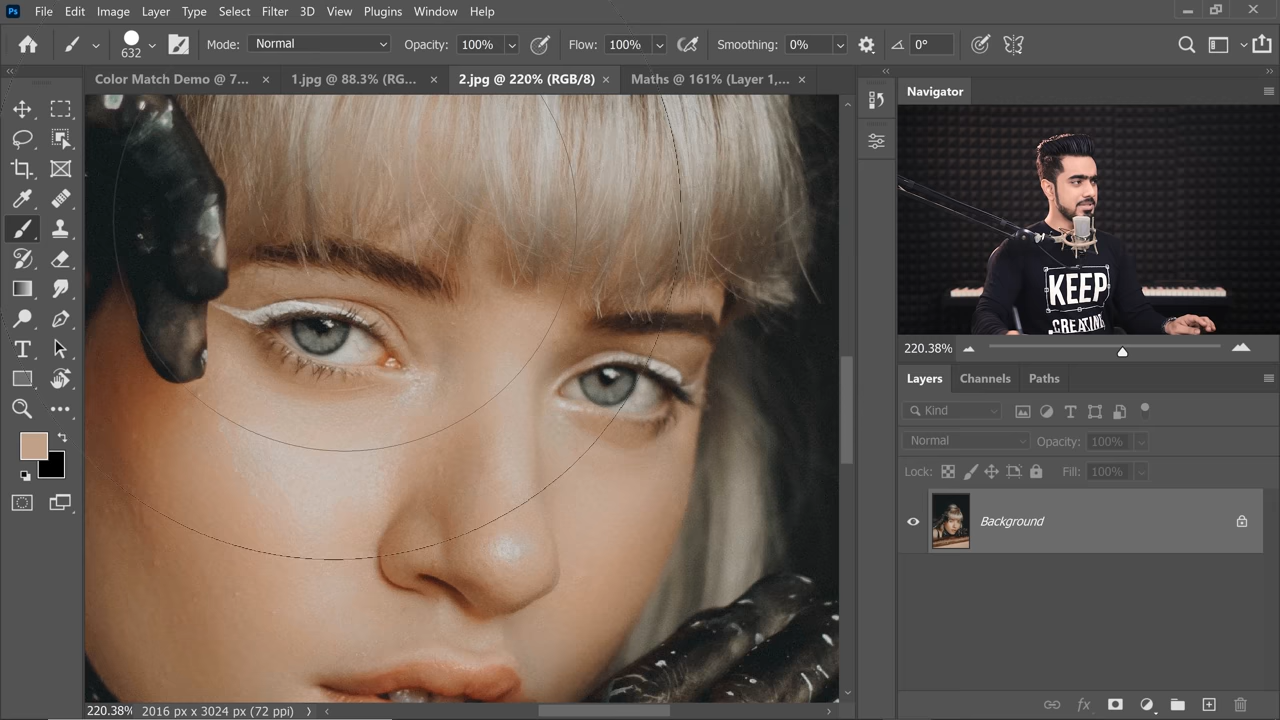 Ps File Edit Image Layer Type Select Filter 3D View Plugins Window Help
632 Mode: Normal Opacity: 100% Flow: 100% Smoothing: 0% 0°
Color Match Demo @ 7... × 1.jpg @ 88.3% (RG... × 2.jpg @ 220% (RGB/8) × Maths @ 161% (Layer 1,... ×
Navigator
KEEP
CREATING
220.38%
Layers Channels Paths
Kind
Normal Opacity: 100%
Lock: Fill: 100%
Background
fx
220.38% 2016 px x 3024 px (72 ppi)